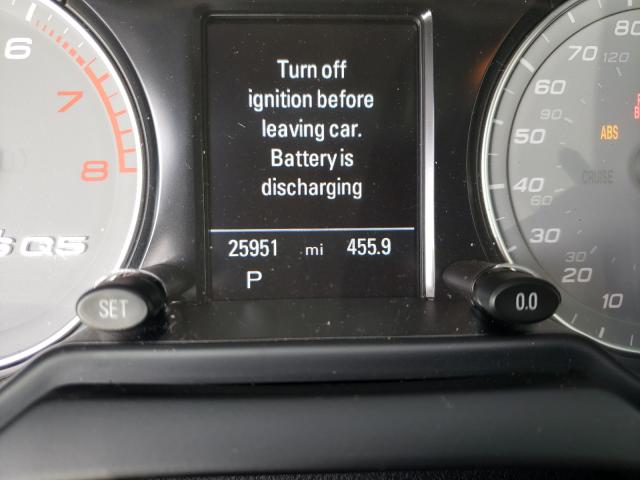 6
7
8
Q5
SET
Turn off
ignition before
leaving car.
Battery is
discharging
25951 mi 455.9
P
0.0
80
70 120
60
90
50
40
60
30
30
20
10
ABS
CRUISE